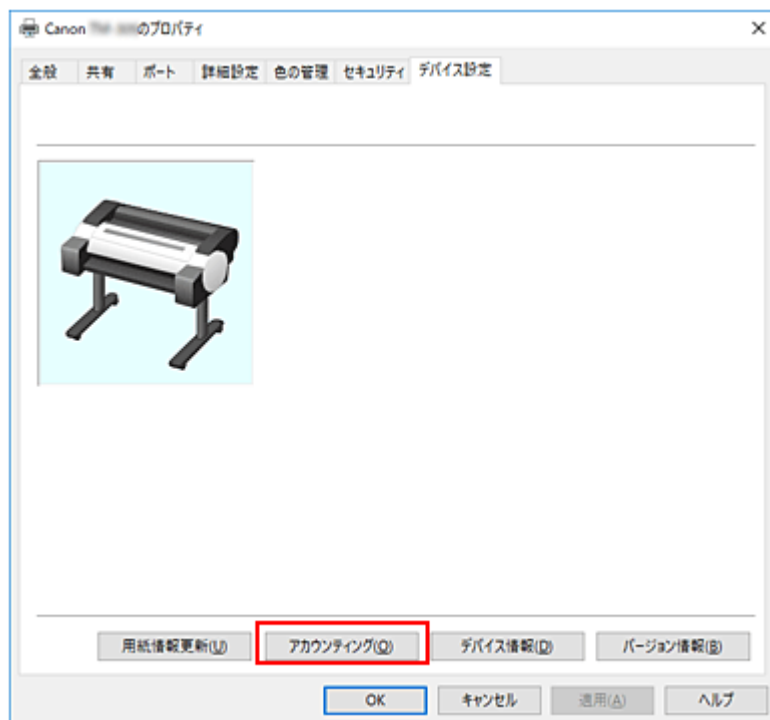 Canon のプロパティ
全般 共有 ポート 詳細設定 色の管理 セキュリティ デバイス設定
用紙情報更新(U) アカウンティング(O) デバイス情報(D) バージョン情報(B)
OK キャンセル 適用(A) ヘルプ